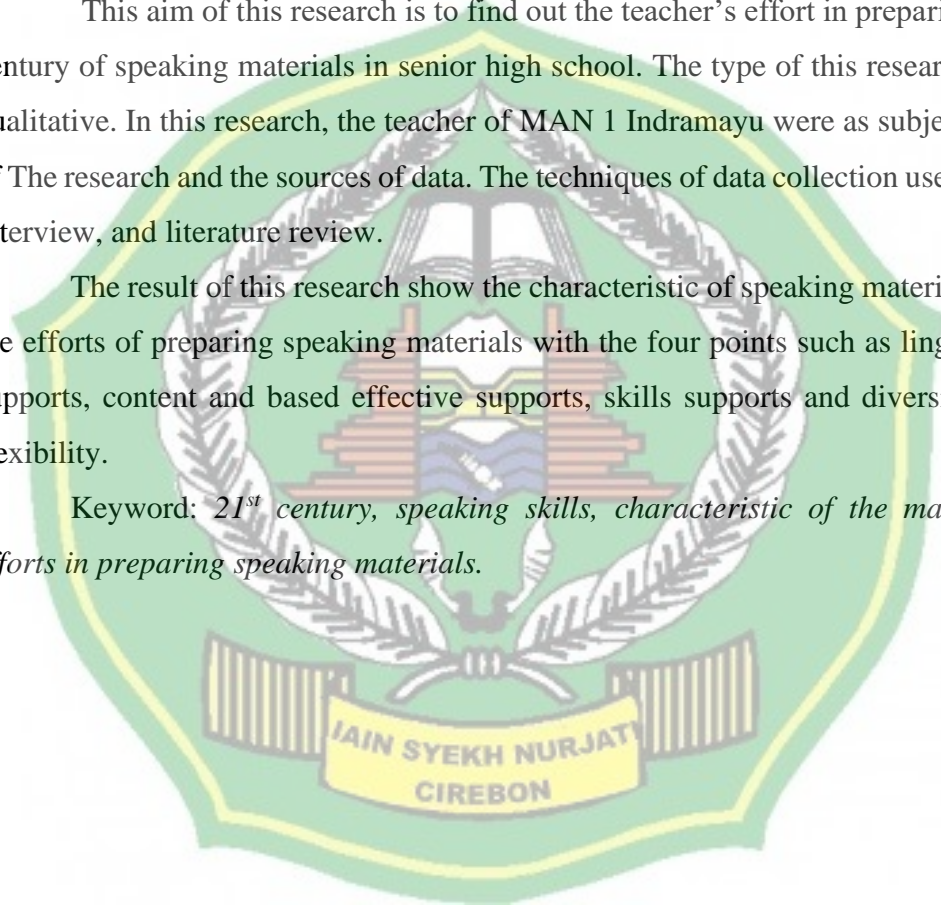 This aim of this research is to find out the teacher’s effort in prepari
entury of speaking materials in senior high school. The type of this resear
ualitative. In this research, the teacher of MAN 1 Indramayu were as subje
f The research and the sources of data. The techniques of data collection use
terview, and literature review.
The result of this research show the characteristic of speaking materi
e efforts of preparing speaking materials with the four points such as ling
pports, content and based effective supports, skills supports and divers
exibility.
Keyword: 21st century, speaking skills, characteristic of the ma
fforts in preparing speaking materials.
IAIN SYEKH NURJATI
CIREBON